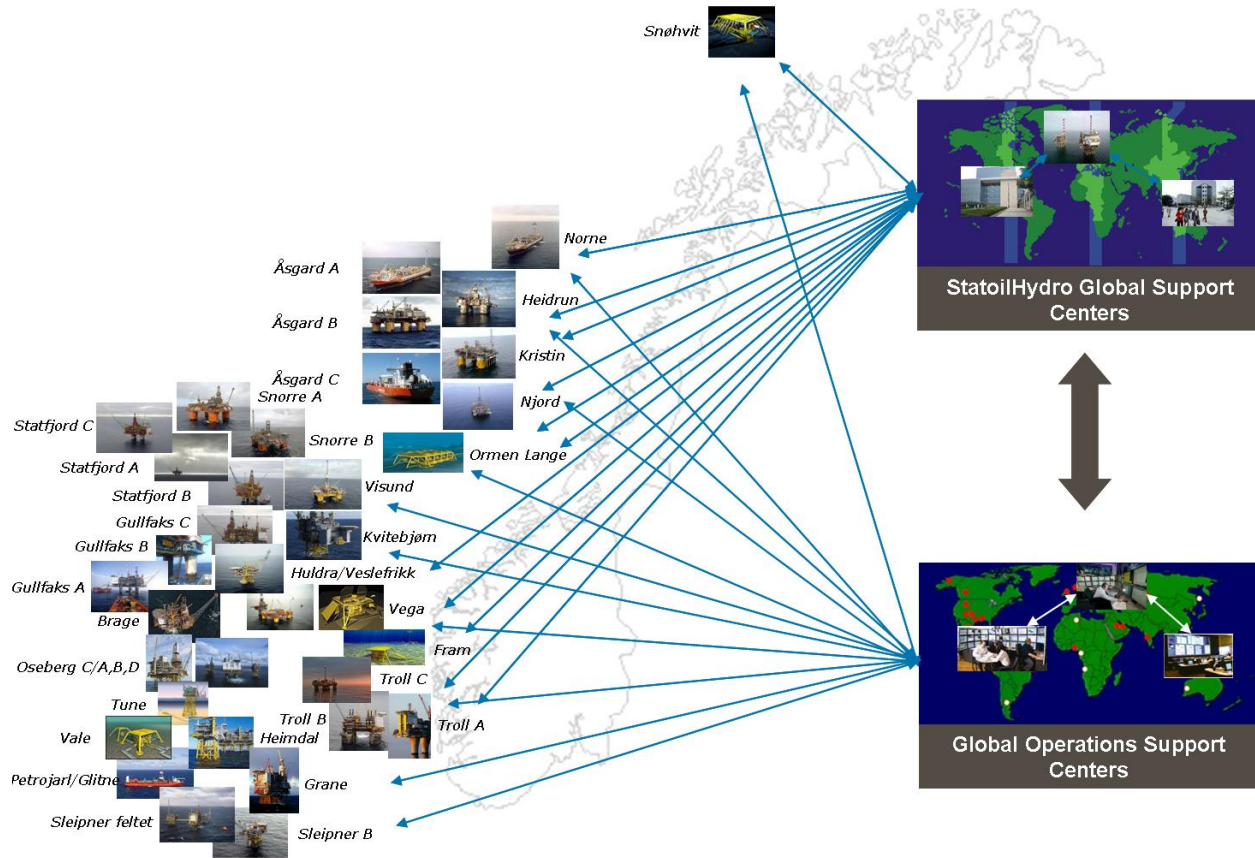 Snøhvit
Norne
Åsgard A
Heidrun
Åsgard B
Kristin
Åsgard C
Snorre A
Njord
Statfjord C
Snorre B
Ormen Lange
Statfjord A
Visund
Statfjord B
Gullfaks C
Kvitebjørn
Gullfaks B
Huldra/Veslefrikk
Gullfaks A
Vega
Brage
Fram
Oseberg C/A,B,D
Troll C
Tune
Troll B
Troll A
Vale
Heimdal
Petrojarl/Glitne
Grane
Sleipner feltet
Sleipner B
StatoilHydro Global Support
Centers
Global Operations Support
Centers